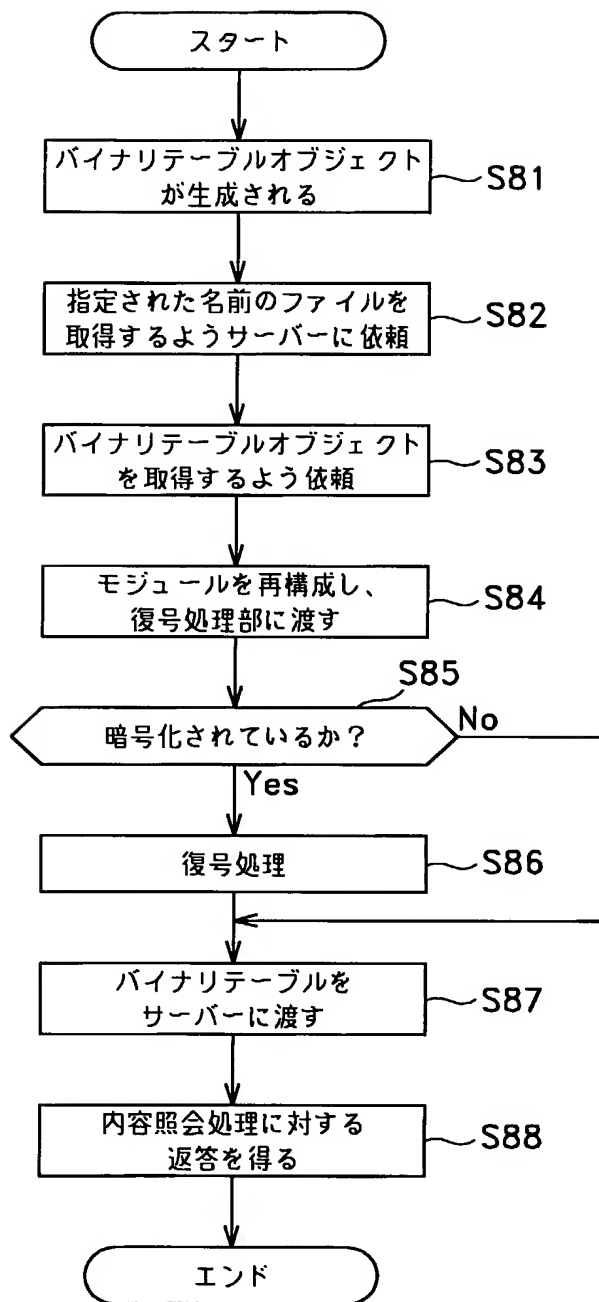 スタート
バイナリテーブルオブジェクト
が生成される
S81
指定された名前のファイルを
取得するようサーバーに依頼
S82
バイナリテーブルオブジェクト
を取得するよう依頼
S83
モジュールを再構成し、
復号処理部に渡す
S84
S85
暗号化されているか？
No
Yes
復号処理
S86
バイナリテーブルを
サーバーに渡す
S87
内容照会処理に対する
返答を得る
S88
エンド